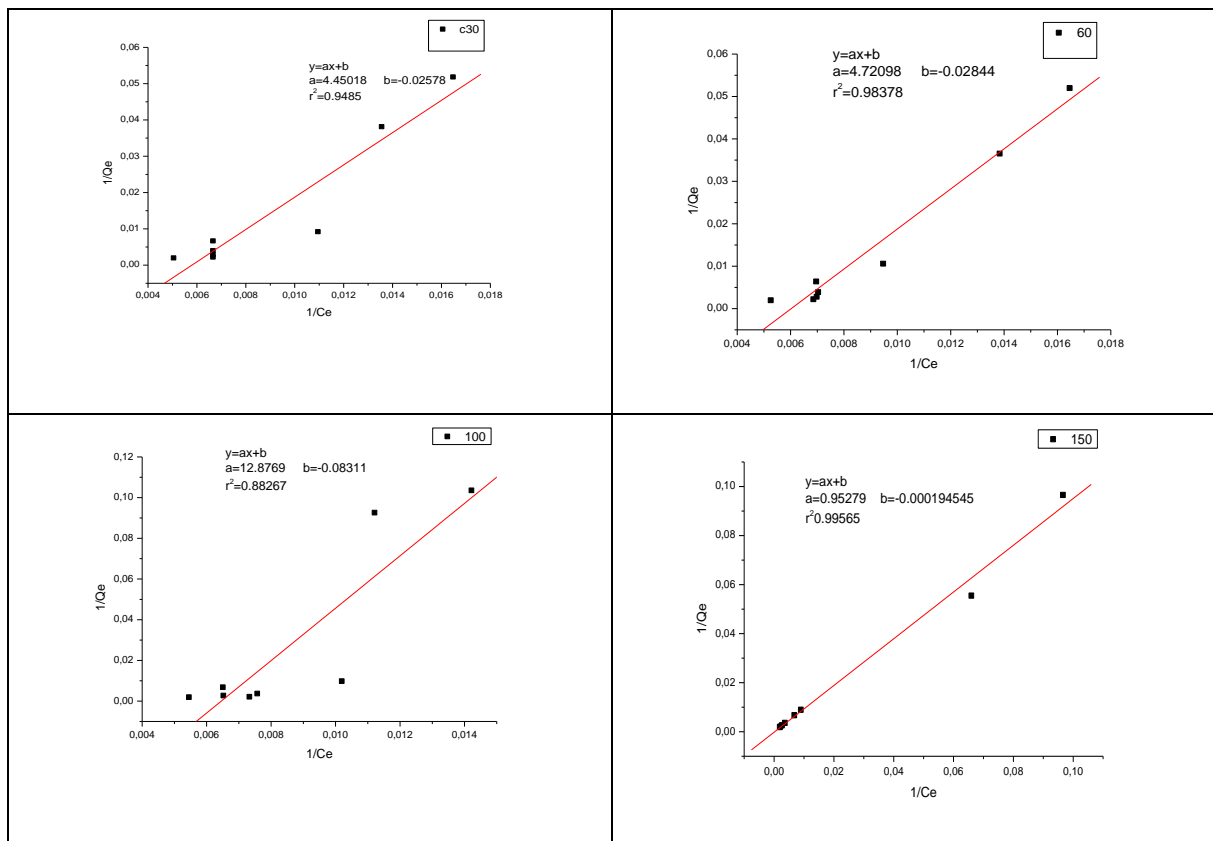 c30
y=ax+b
a=4.45018 b=-0.02578
r²=0.9485
0,06
0,05
0,04
0,03
0,02
0,01
0,00
1/Qe
0,004 0,006 0,008 0,010 0,012 0,014 0,016 0,018
1/Ce
60
y=ax+b
a=4.72098 b=-0.02844
r²=0.98378
0,06
0,05
0,04
0,03
0,02
0,01
0,00
1/Qe
0,004 0,006 0,008 0,010 0,012 0,014 0,016 0,018
1/Ce
100
y=ax+b
a=12.8769 b=-0.08311
r²=0.88267
0,12
0,10
0,08
0,06
0,04
0,02
0,00
1/Qe
0,004 0,006 0,008 0,010 0,012 0,014
1/Ce
150
y=ax+b
a=0.95279 b=-0.000194545
r²0.99565
0,10
0,08
0,06
0,04
0,02
0,00
1/Qe
0,00 0,02 0,04 0,06 0,08 0,10
1/Ce